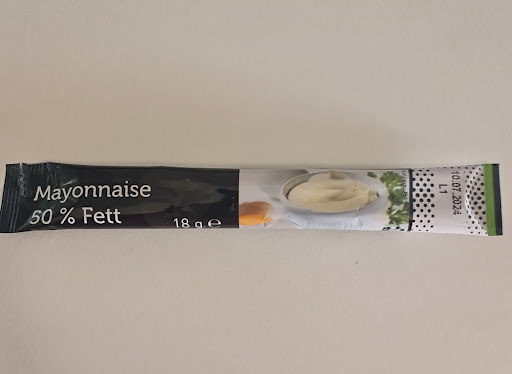 Mayonnaise
50 % Fett
18 g e
10.07.2024
L1